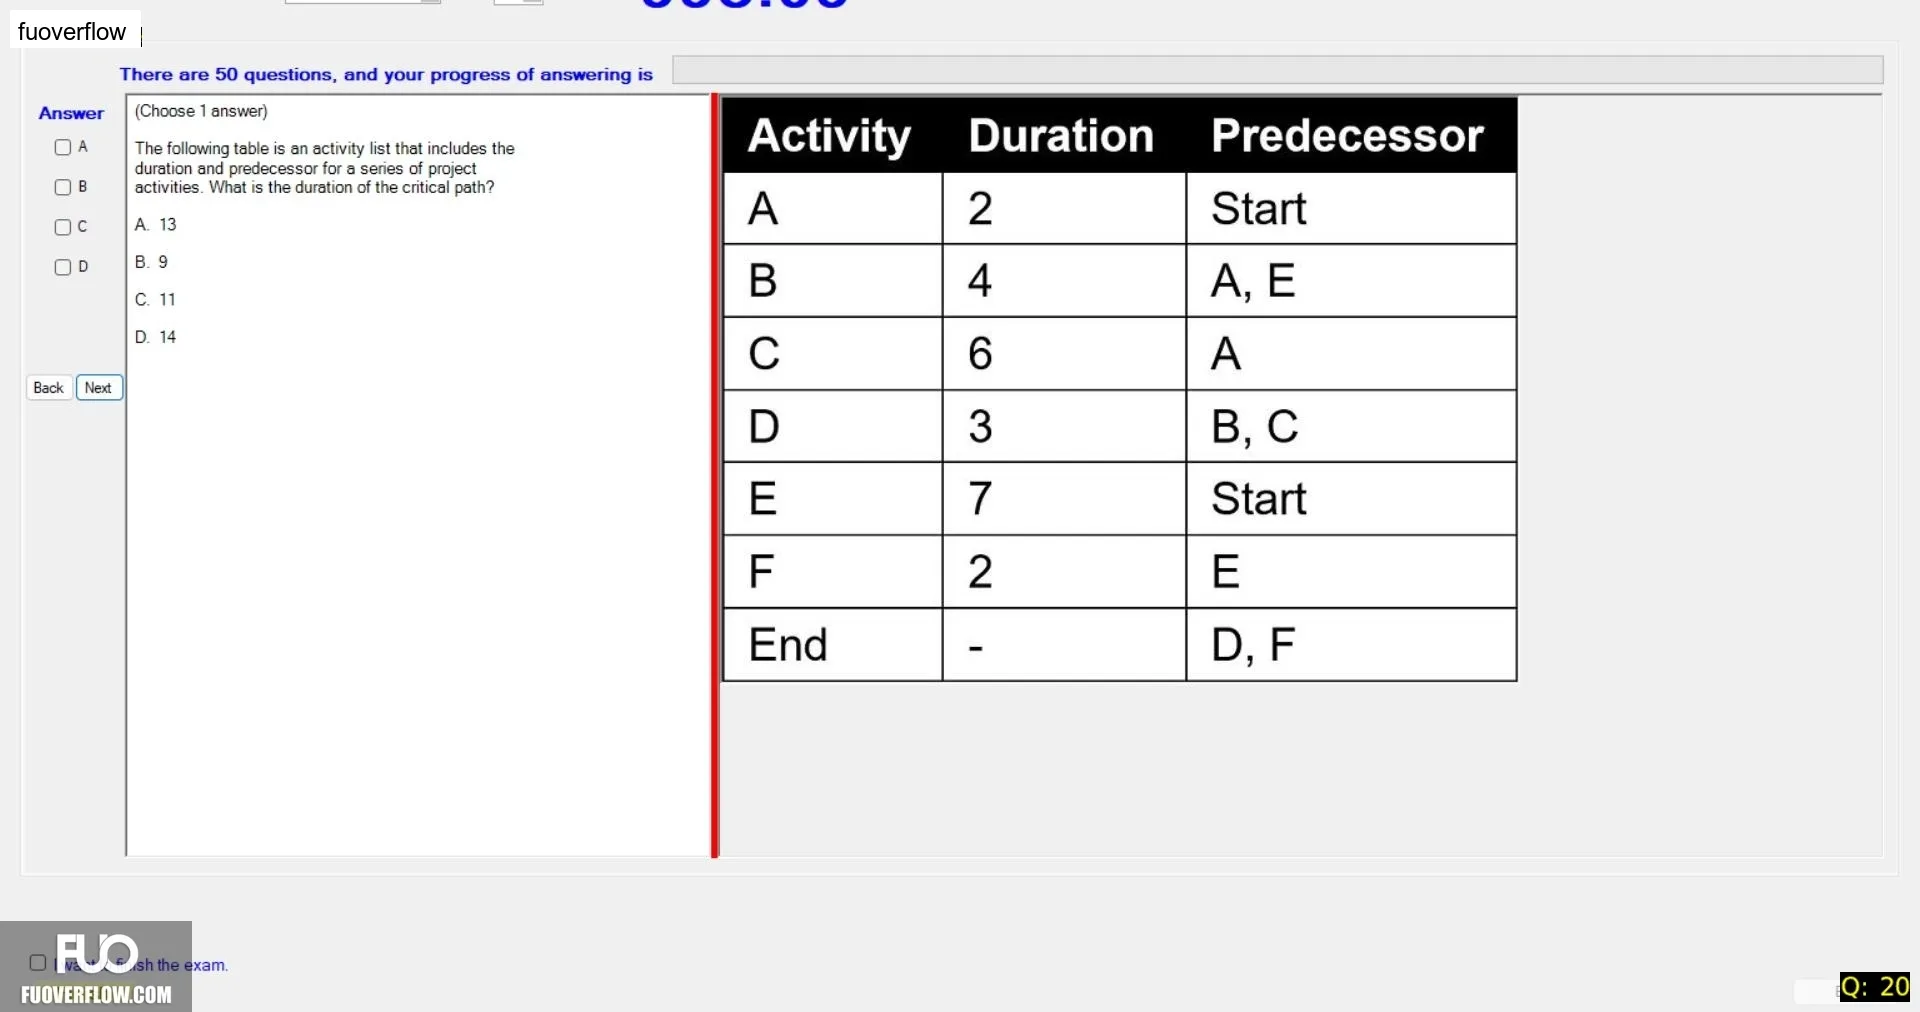 fuoverflow
There are 50 questions, and your progress of answering is
Answer
A
B
C
D
Back Next
(Choose 1 answer)
The following table is an activity list that includes the
duration and predecessor for a series of project
activities. What is the duration of the critical path?
A. 13
B. 9
C. 11
D. 14
Activity Duration Predecessor
A 2 Start
B 4 A, E
C 6 A
D 3 B, C
E 7 Start
F 2 E
End - D, F
FUO
the exam.
FUOVERFLOW.COM
Q: 20